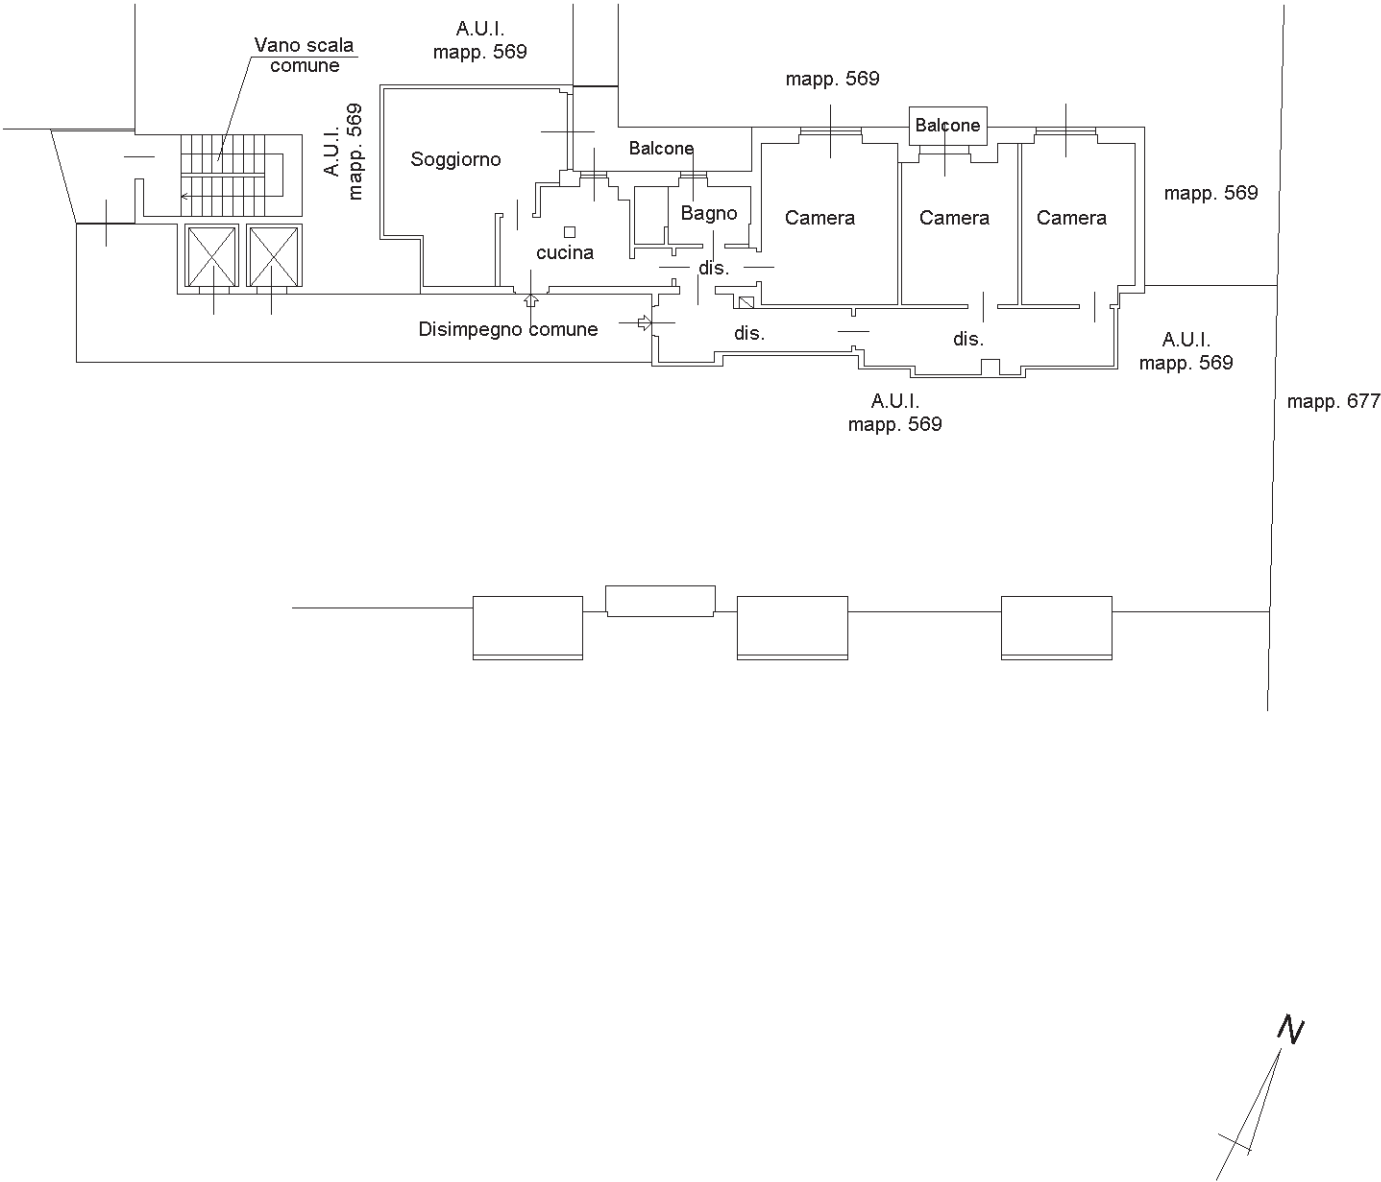 A.U.I.
mapp. 569
Vano scala
comune
mapp. 569
A.U.I.
mapp. 569
Balcone
Balcone
Soggiorno
mapp. 569
Bagno
Camera
Camera
Camera
cucina
dis.
Disimpegno comune
dis.
dis.
A.U.I.
mapp. 569
A.U.I.
mapp. 569
mapp. 677
N